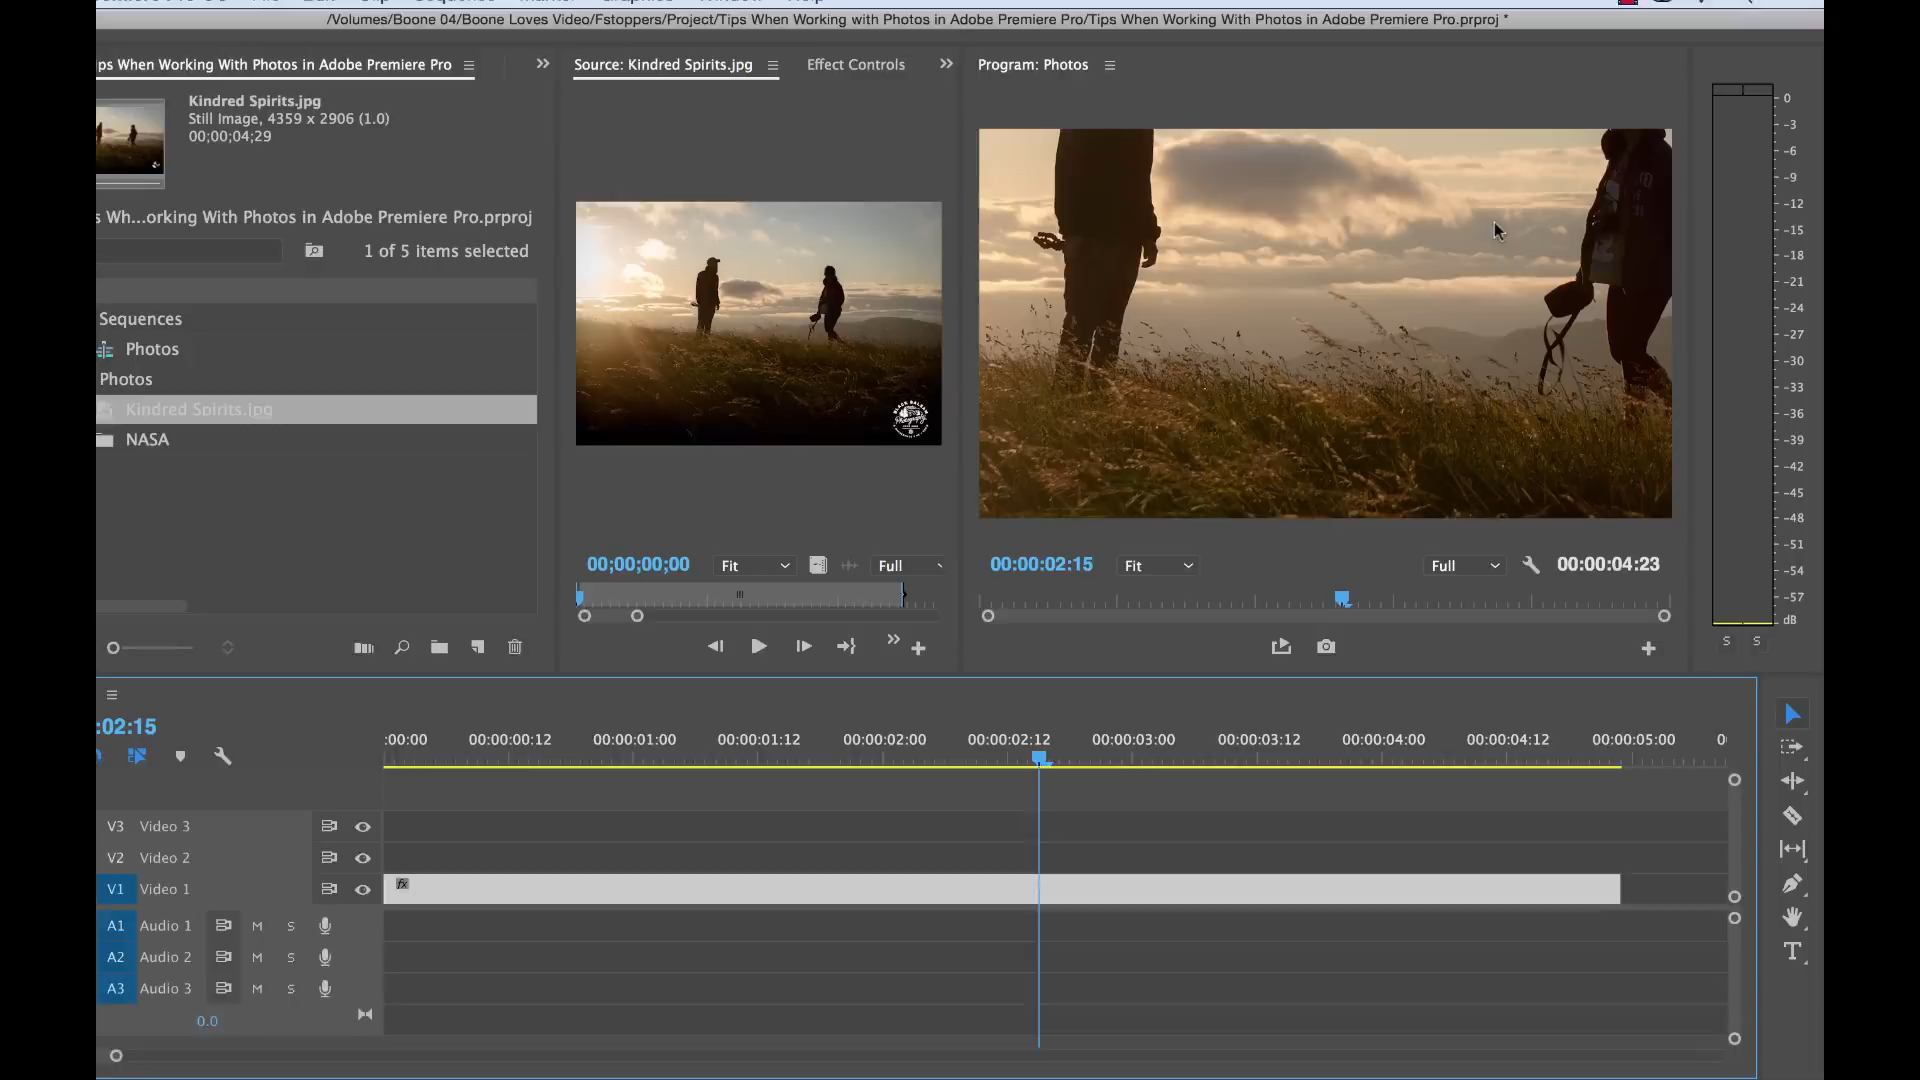 /Volumes/Boone 04/Boone Loves Video/Fstoppers/Project/Tips When Working with Photos in Adobe Premiere Pro/Tips When Working With Photos in Adobe Premiere Pro.prproj *
ps When Working With Photos in Adobe Premiere Pro
Source: Kindred Spirits.jpg
Effect Controls
Program: Photos
Kindred Spirits.jpg
Still Image, 4359 x 2906 (1.0)
00;00;04;29
s Wh...orking With Photos in Adobe Premiere Pro.prproj
1 of 5 items selected
Sequences
Photos
Photos
Kindred Spirits.jpg
NASA
00;00;00;00
Fit
Full
00:00:02:15
Fit
Full
00:00:04:23
0
-3
-6
-9
-12
-15
-18
-21
-24
-27
-30
-33
-36
-39
-42
-45
-48
-51
-54
-57
dB
S S
:02:15
:00:00 00:00:00:12 00:00:01:00 00:00:01:12 00:00:02:00 00:00:02:12 00:00:03:00 00:00:03:12 00:00:04:00 00:00:04:12 00:00:05:00
V3 Video 3
V2 Video 2
V1 Video 1
fx
A1 Audio 1 M S
A2 Audio 2 M S
A3 Audio 3 M S
0.0